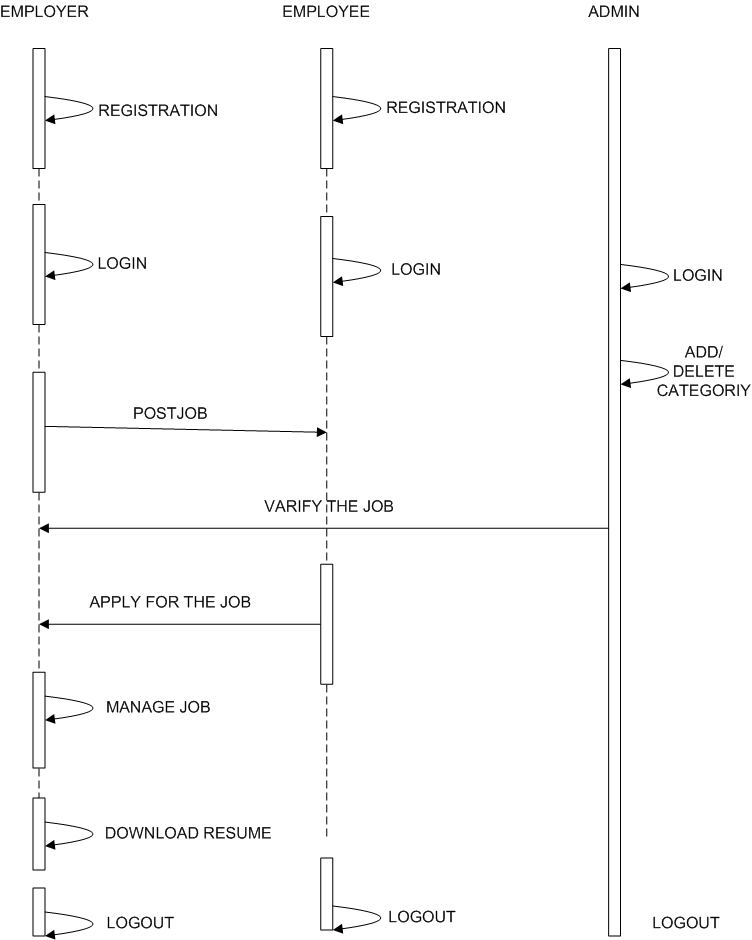 EMPLOYER
EMPLOYEE
ADMIN
REGISTRATION
REGISTRATION
LOGIN
LOGIN
LOGIN
ADD/
DELETE
CATEGORIY
POSTJOB
VARIFY THE JOB
APPLY FOR THE JOB
MANAGE JOB
DOWNLOAD RESUME
LOGOUT
LOGOUT
LOGOUT